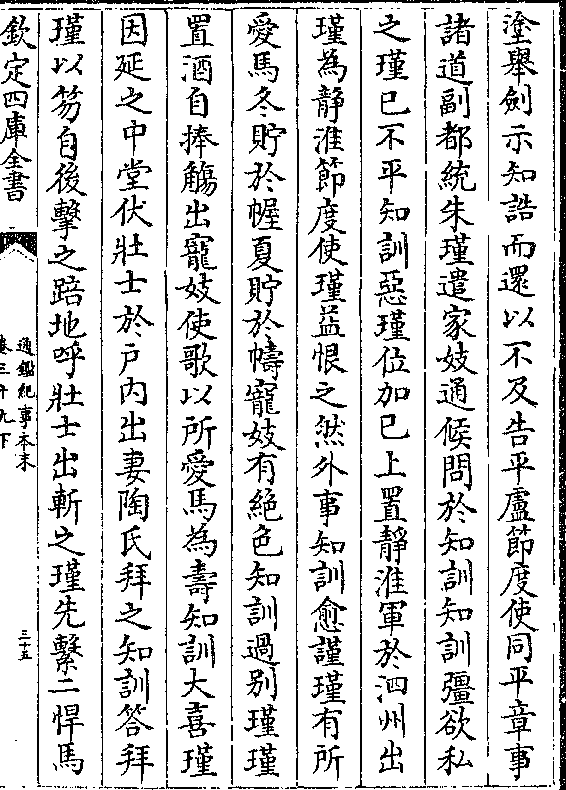 塗舉劍示知誥而還以不及告平盧節度使同平章事
諸道副都統朱瑾遣家妓通候問於知訓知訓彊欲私
之瑾已不平知訓惡瑾位加已上置靜淮軍於泗州出
瑾為靜淮節度使瑾益恨之然外事知訓愈謹瑾有所
愛馬冬貯於幄夏貯於幬寵妓有絶色知訓過别瑾瑾
置酒自捧觴出寵妓使歌以所愛馬為壽知訓大喜瑾
因延之中堂伏壯士於戸内出妻陶氏拜之知訓答拜
瑾以笏自後擊之踣地呼壯士出斬之瑾先繫二悍馬
欽定四庫全書
通鑑紀事本末
卷三十九下
三十五